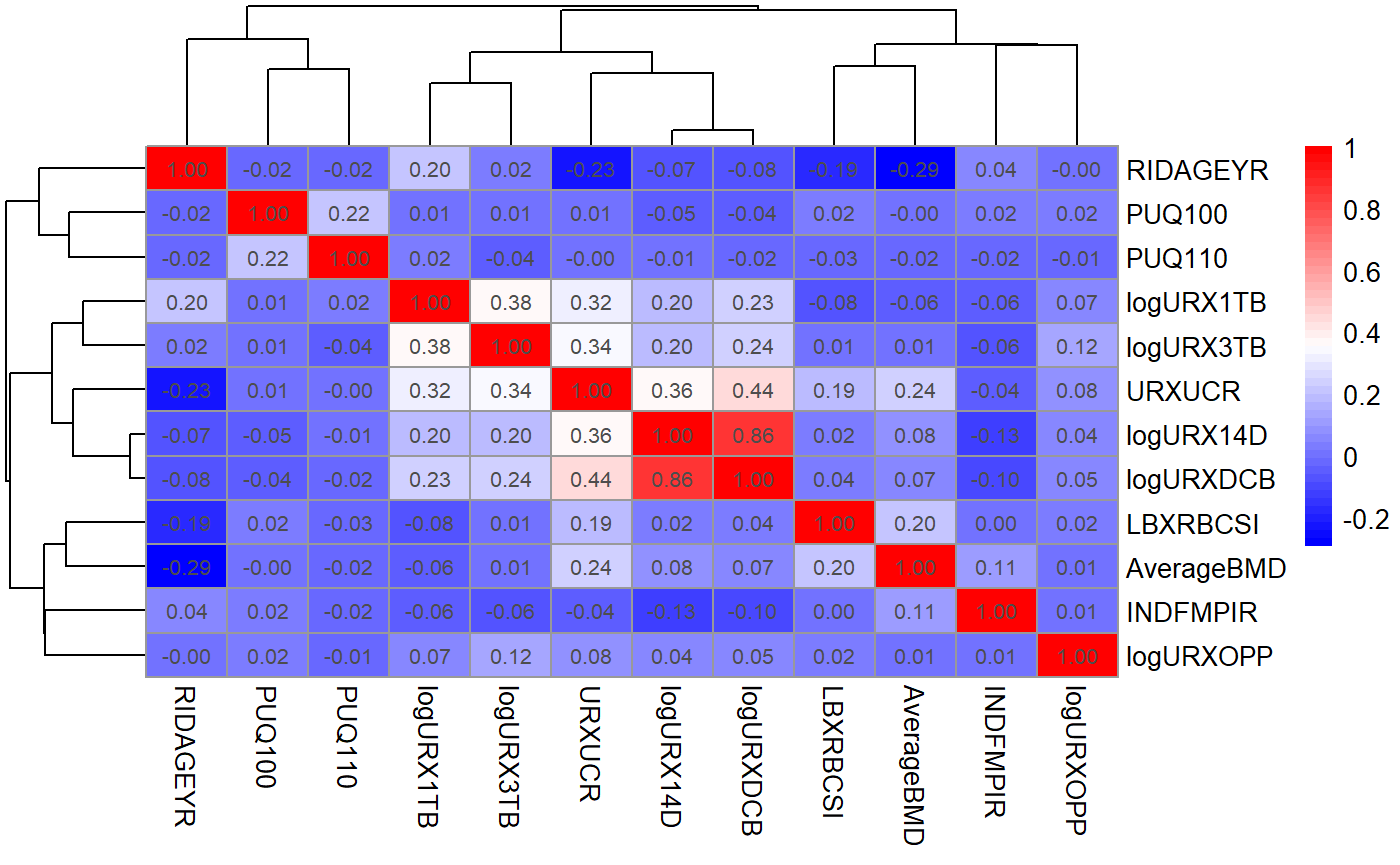 1.00 -0.02 -0.02 0.20 0.02 -0.23 -0.07 -0.08 -0.19 -0.29 0.04 -0.00 RIDAGEYR
-0.02 1.00 0.22 0.01 0.01 0.01 -0.05 -0.04 0.02 -0.00 0.02 0.02 PUQ100
-0.02 0.22 1.00 0.02 -0.04 -0.00 -0.01 -0.02 -0.03 -0.02 -0.02 -0.01 PUQ110
0.20 0.01 0.02 1.00 0.38 0.32 0.20 0.23 -0.08 -0.06 -0.06 0.07 logURX1TB
0.02 0.01 -0.04 0.38 1.00 0.34 0.20 0.24 0.01 0.01 -0.06 0.12 logURX3TB
-0.23 0.01 -0.00 0.32 0.34 1.00 0.36 0.44 0.19 0.24 -0.04 0.08 URXUCR
-0.07 -0.05 -0.01 0.20 0.20 0.36 1.00 0.86 0.02 0.08 -0.13 0.04 logURX14D
-0.08 -0.04 -0.02 0.23 0.24 0.44 0.86 1.00 0.04 0.07 -0.10 0.05 logURXDCB
-0.19 0.02 -0.03 -0.08 0.01 0.19 0.02 0.04 1.00 0.20 0.00 0.02 LBXRBCSI
-0.29 -0.00 -0.02 -0.06 0.01 0.24 0.08 0.07 0.20 1.00 0.11 0.01 AverageBMD
0.04 0.02 -0.02 -0.06 -0.06 -0.04 -0.13 -0.10 0.00 0.11 1.00 0.01 INDFMPIR
-0.00 0.02 -0.01 0.07 0.12 0.08 0.04 0.05 0.02 0.01 0.01 1.00 logURXOPP
RIDAGEYR
PUQ100
PUQ110
logURX1TB
logURX3TB
URXUCR
logURX14D
logURXDCB
LBXRBCSI
AverageBMD
INDFMPIR
logURXOPP
1
0.8
0.6
0.4
0.2
0
-0.2